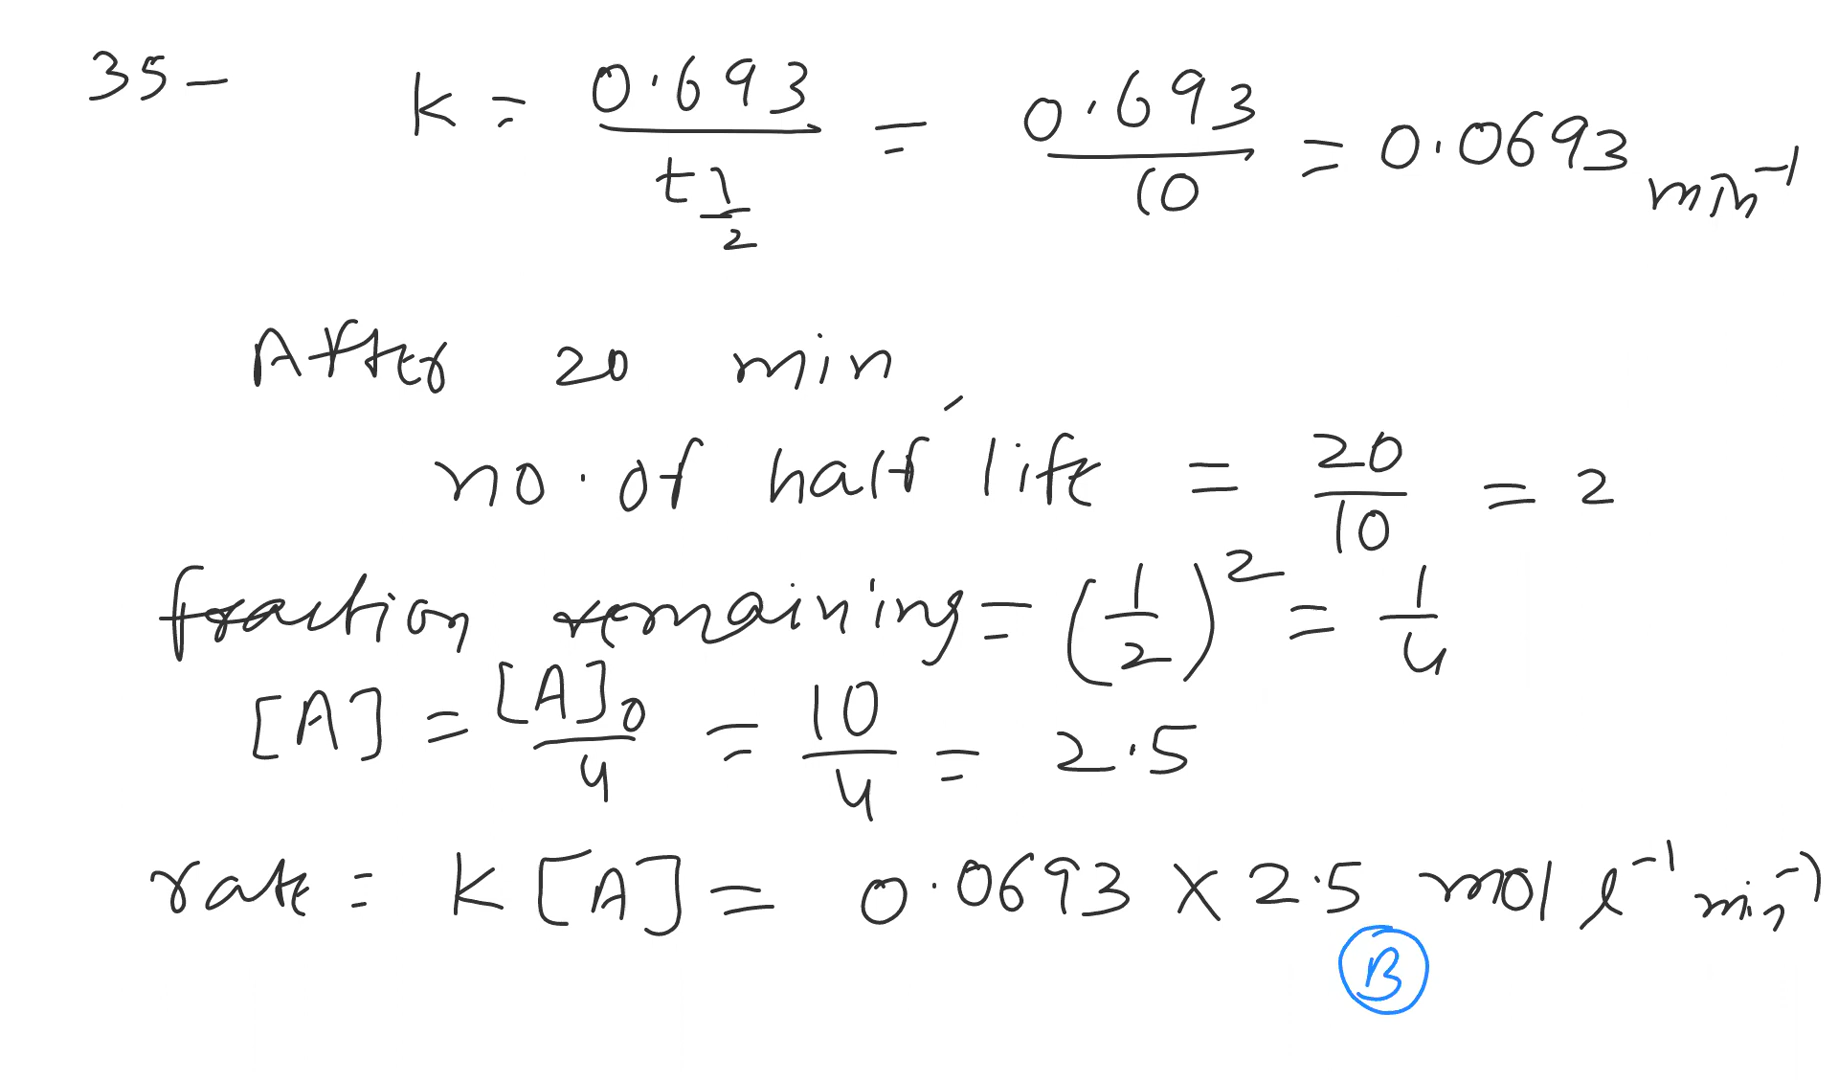 35- k = 0.693/t1/2 = 0.693/10 = 0.0693 min⁻¹
After 20 min,
no. of half life = 20/10 = 2
fraction remaining = (1/2)² = 1/4
[A] = [A]₀/4 = 10/4 = 2.5
rate = K[A] = 0.0693 × 2.5 mol l⁻¹ min⁻¹
B